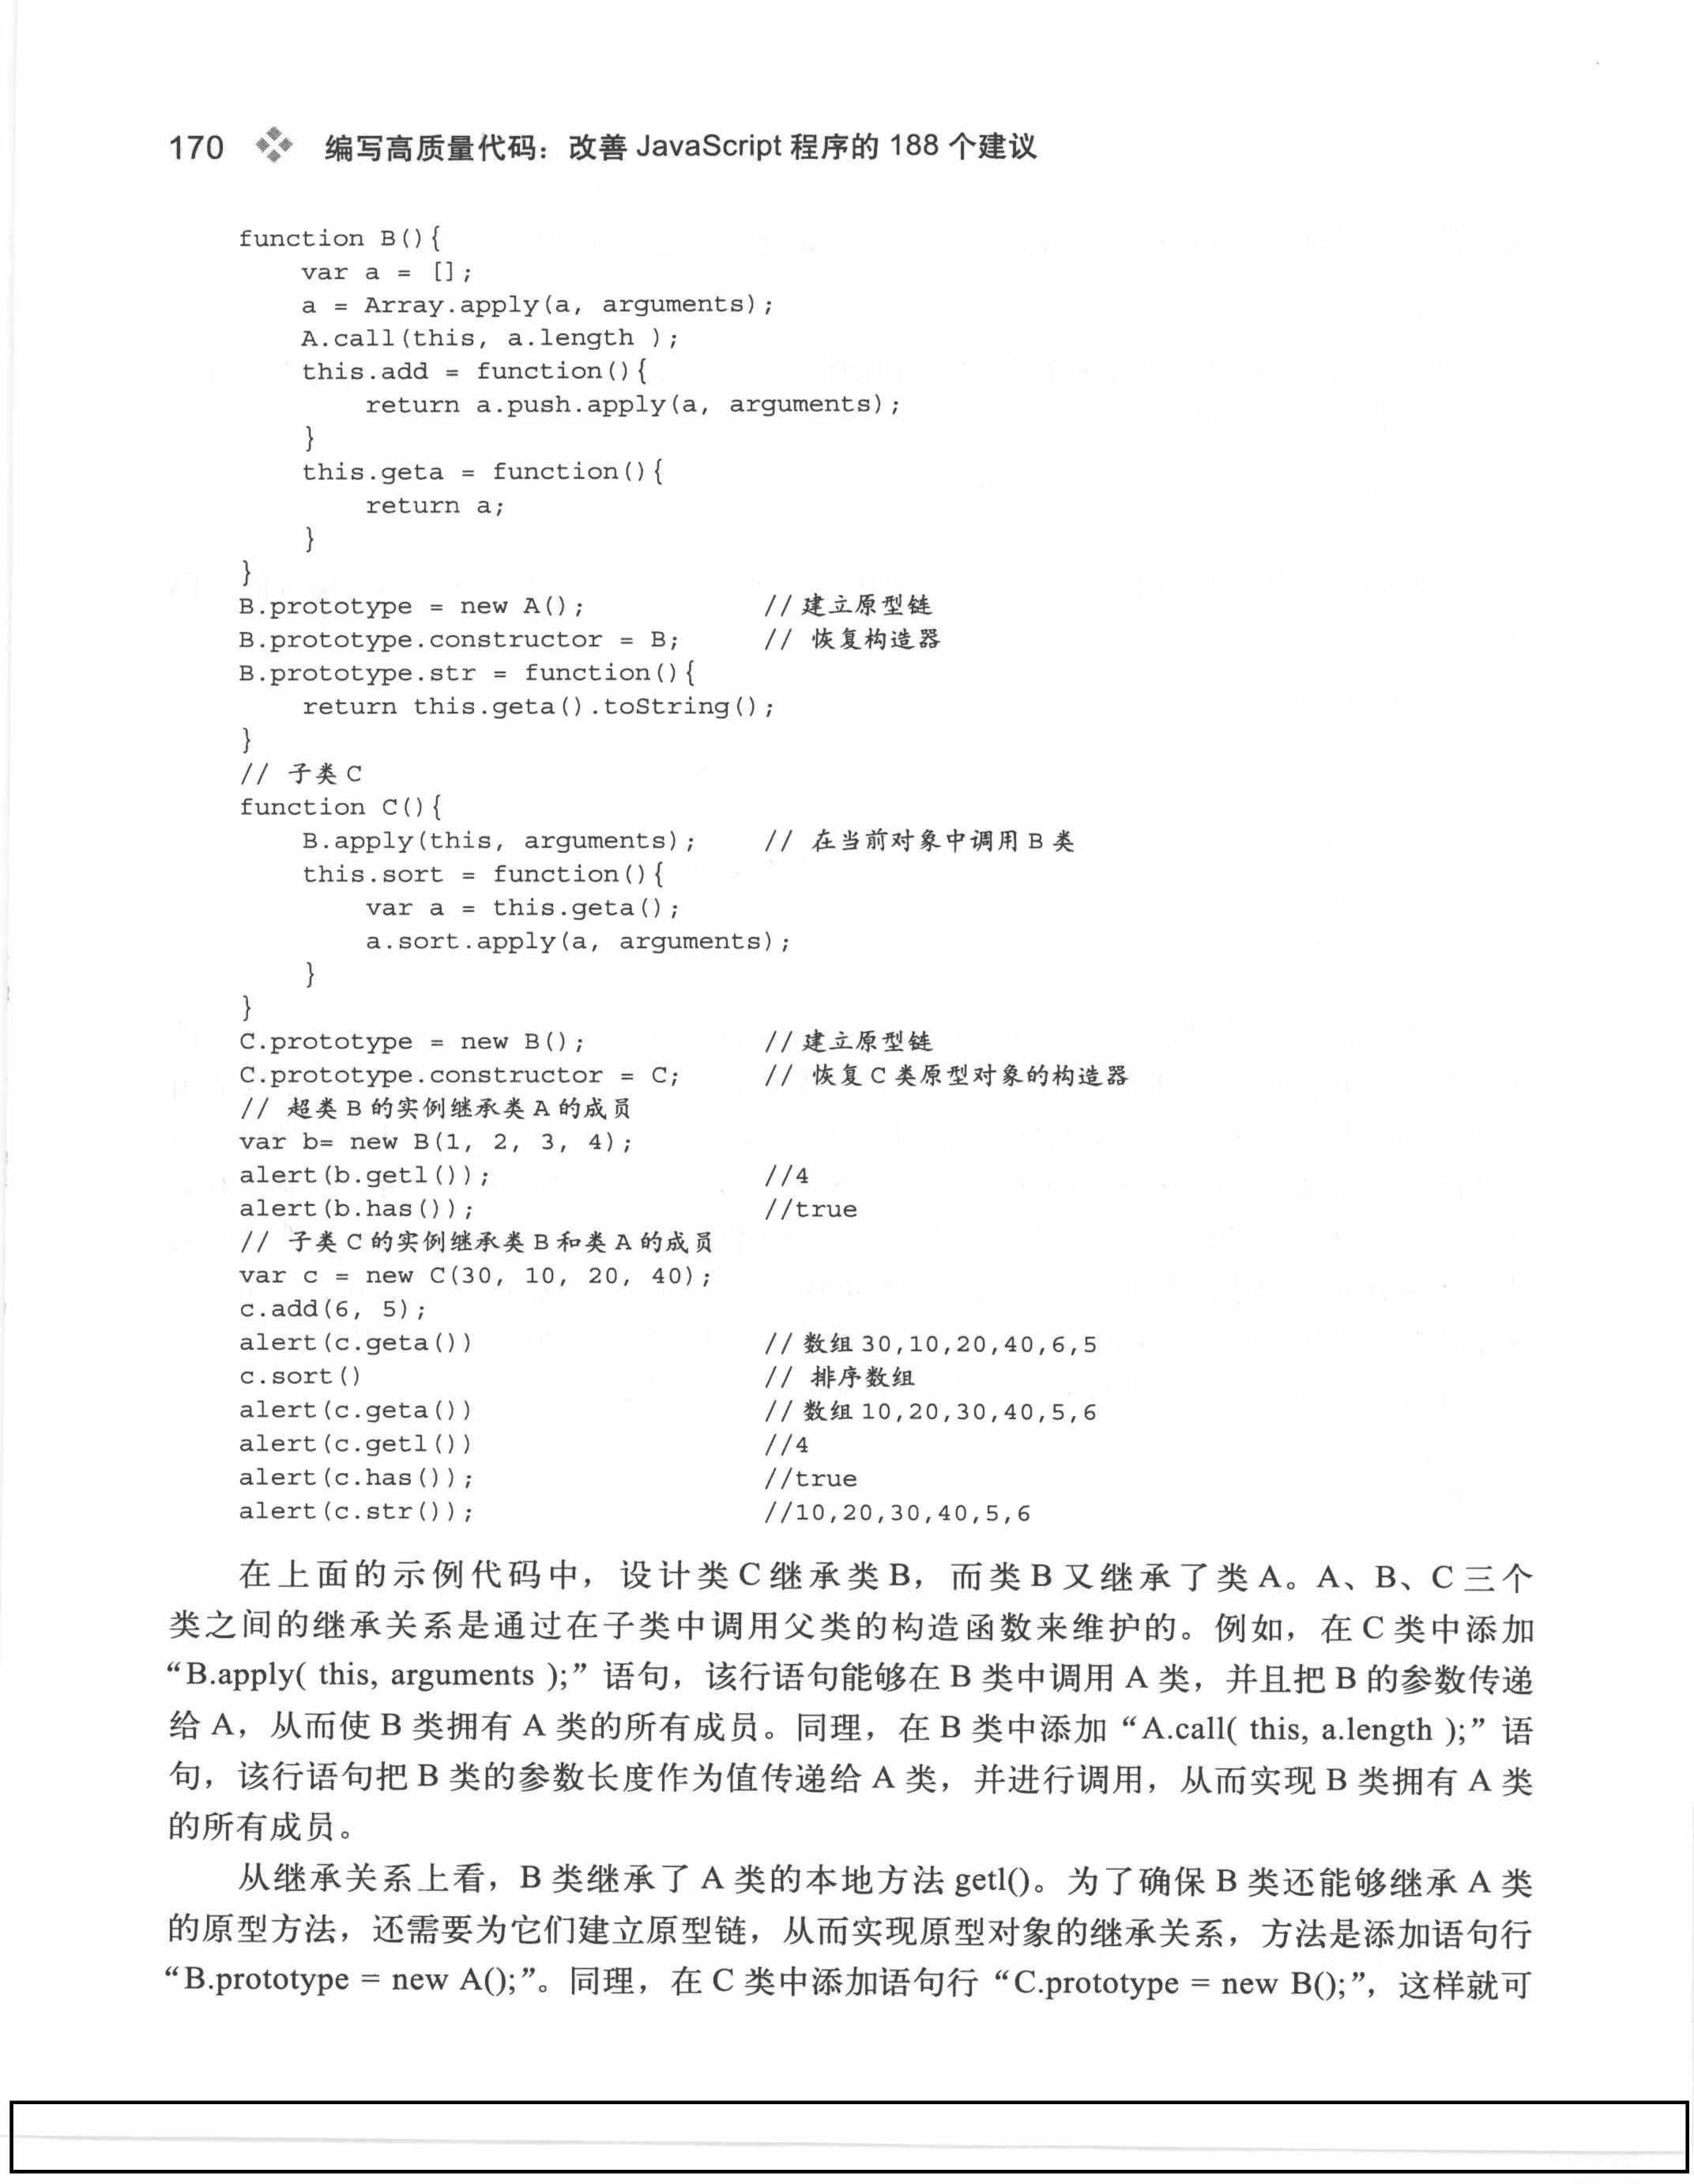 170 编写高质量代码：改善 JavaScript 程序的 188 个建议
function B(){
    var a = [];
    a = Array.apply(a, arguments);
    A.call(this, a.length );
    this.add = function(){
        return a.push.apply(a, arguments);
    }
    this.geta = function(){
        return a;
    }
}
B.prototype = new A(); // 建立原型链
B.prototype.constructor = B; // 恢复构造器
B.prototype.str = function(){
    return this.geta().toString();
}
// 子类 C
function C(){
    B.apply(this, arguments); // 在当前对象中调用 B 类
    this.sort = function(){
        var a = this.geta();
        a.sort.apply(a, arguments);
    }
}
C.prototype = new B(); // 建立原型链
C.prototype.constructor = C; // 恢复 C 类原型对象的构造器
// 超类 B 的实例继承类 A 的成员
var b= new B(1, 2, 3, 4);
alert(b.getl()); //4
alert(b.has()); //true
// 子类 C 的实例继承类 B 和类 A 的成员
var c = new C(30, 10, 20, 40);
c.add(6, 5);
alert(c.geta()) // 数组 30,10,20,40,6,5
c.sort() // 排序数组
alert(c.geta()) // 数组 10,20,30,40,5,6
alert(c.getl()) //4
alert(c.has()); //true
alert(c.str()); //10,20,30,40,5,6
在上面的示例代码中，设计类 C 继承类 B，而类 B 又继承了类 A。A、B、C 三个
类之间的继承关系是通过在子类中调用父类的构造函数来维护的。例如，在 C 类中添加
“B.apply( this, arguments );” 语句，该行语句能够在 B 类中调用 A 类，并且把 B 的参数传递
给 A，从而使 B 类拥有 A 类的所有成员。同理，在 B 类中添加 “A.call( this, a.length );” 语
句，该行语句把 B 类的参数长度作为值传递给 A 类，并进行调用，从而实现 B 类拥有 A 类
的所有成员。
从继承关系上看，B 类继承了 A 类的本地方法 getl()。为了确保 B 类还能够继承 A 类
的原型方法，还需要为它们建立原型链，从而实现原型对象的继承关系，方法是添加语句行
“B.prototype = new A();”。同理，在 C 类中添加语句行 “C.prototype = new B();”，这样就可